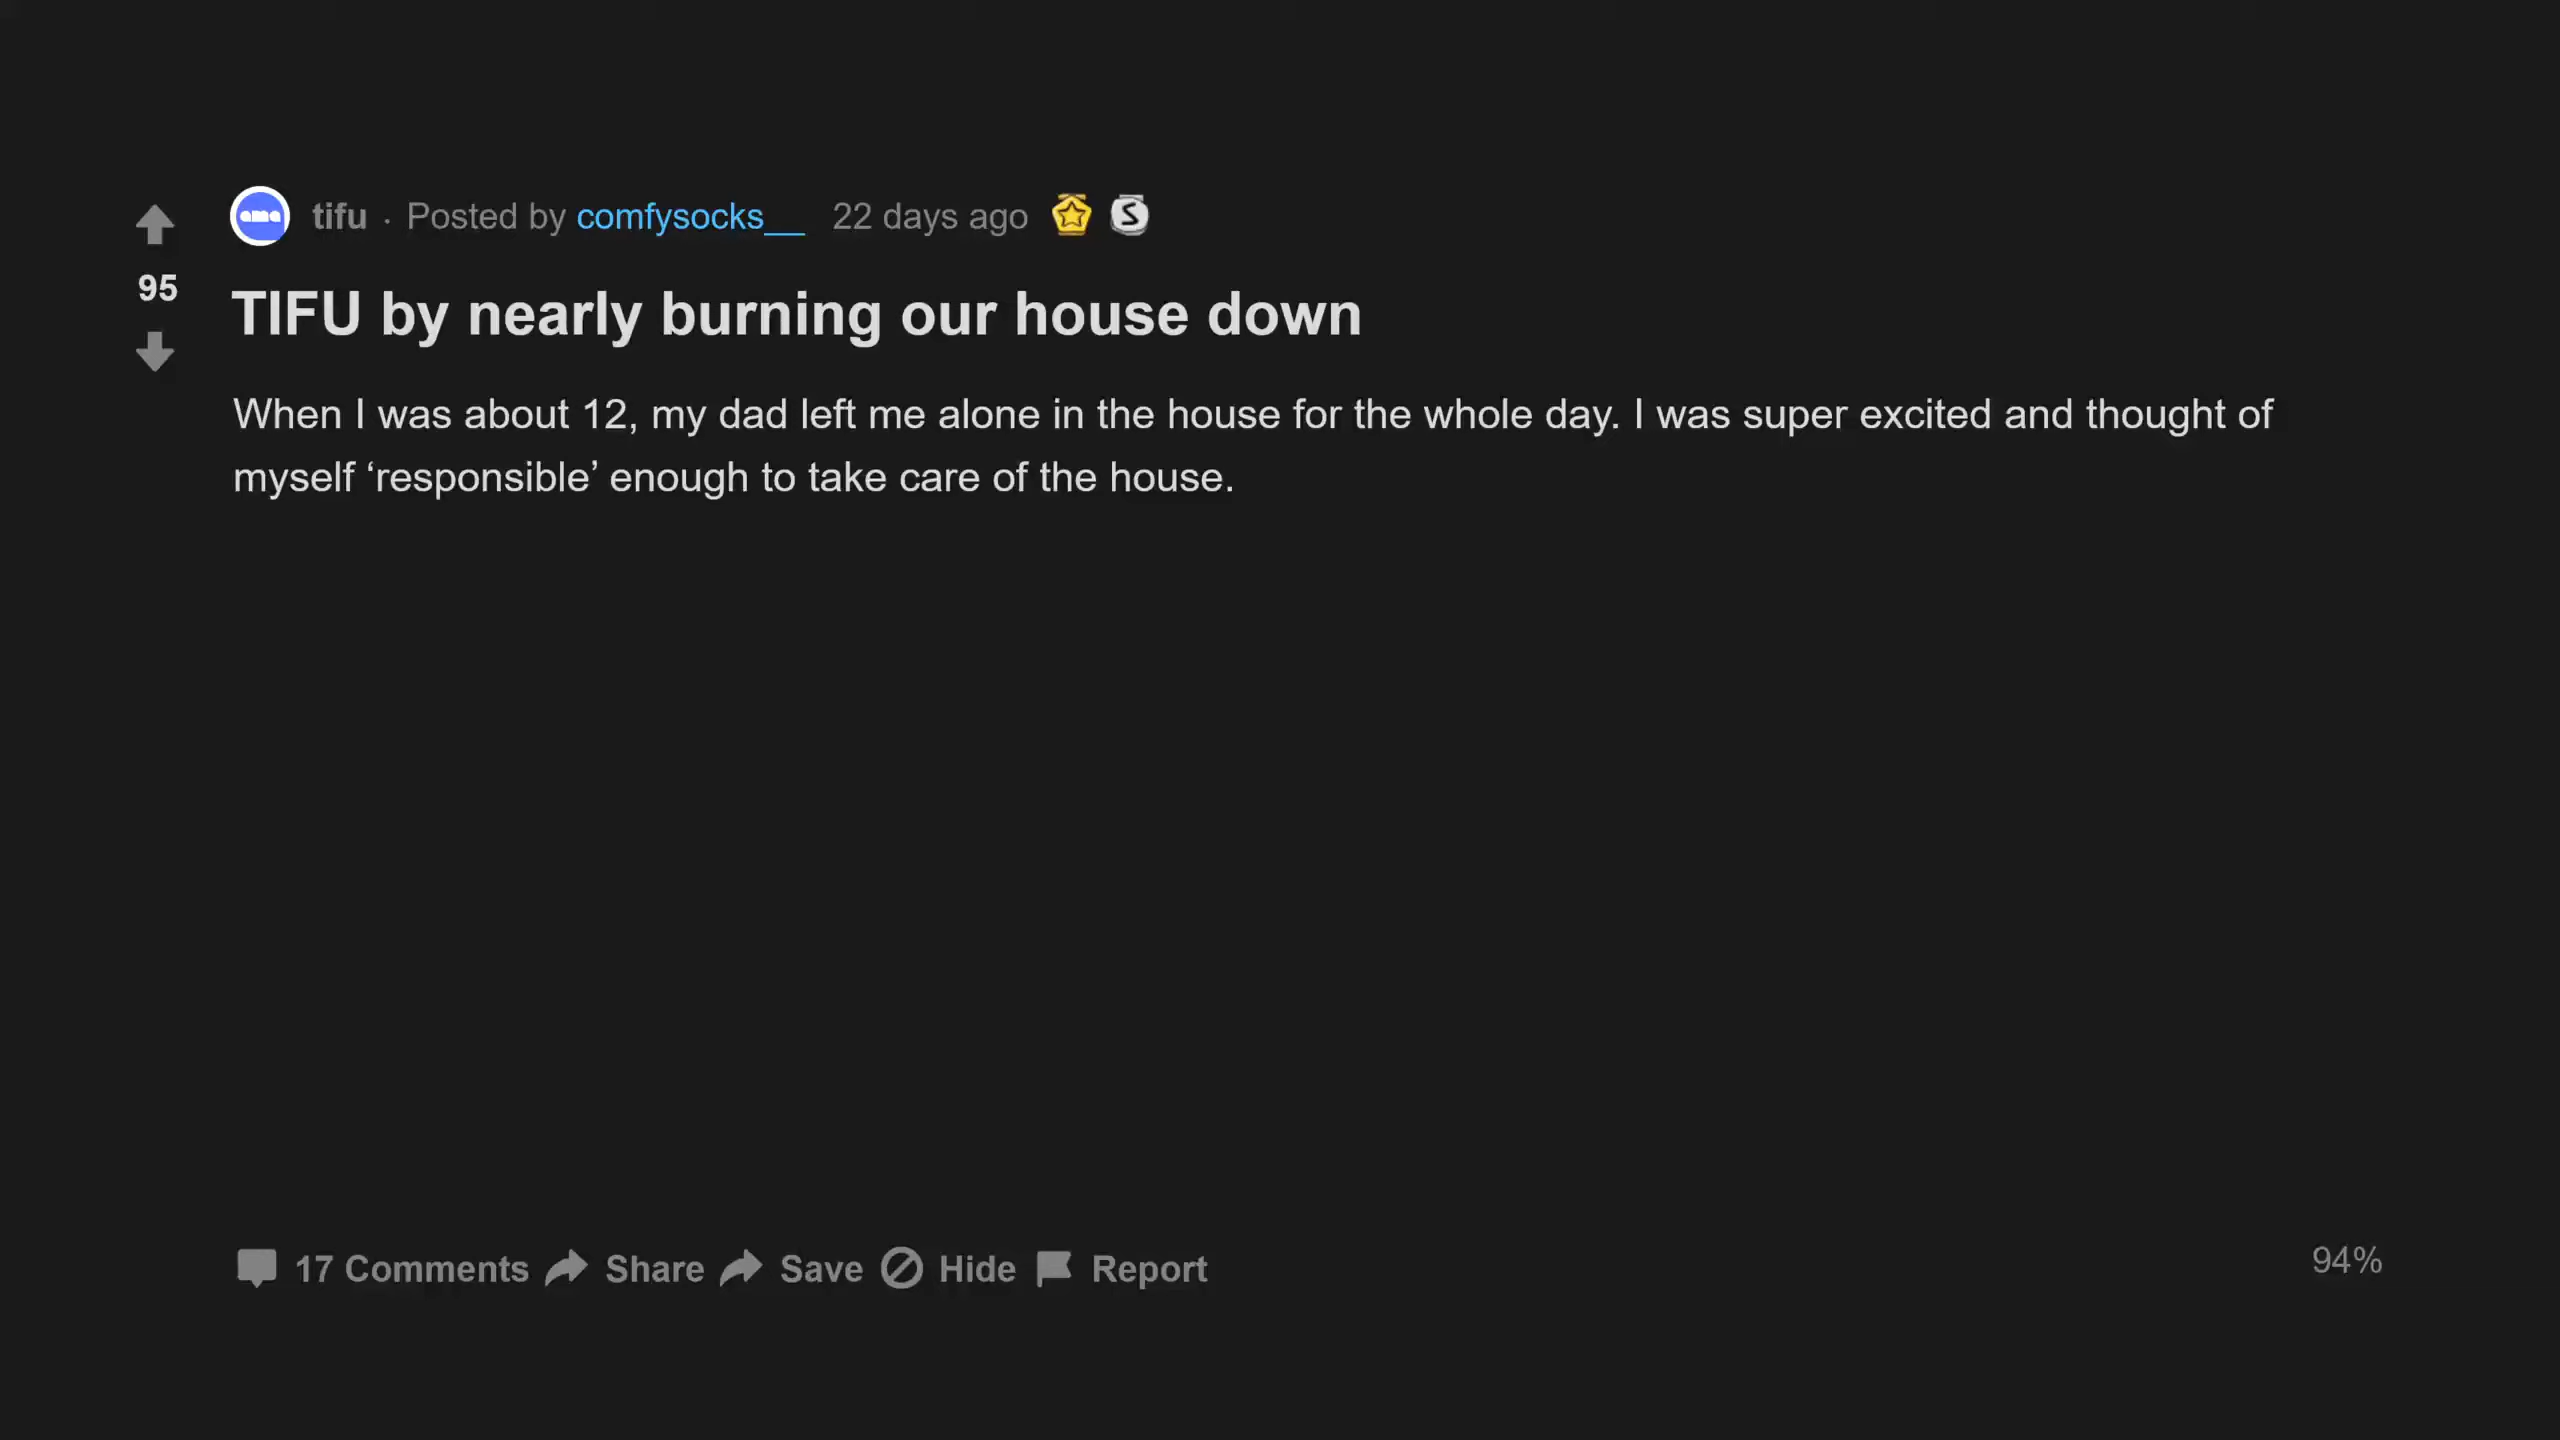 tifu · Posted by comfysocks__ 22 days ago
95
TIFU by nearly burning our house down
When I was about 12, my dad left me alone in the house for the whole day. I was super excited and thought of
myself ‘responsible’ enough to take care of the house.
17 Comments Share Save Hide Report
94%